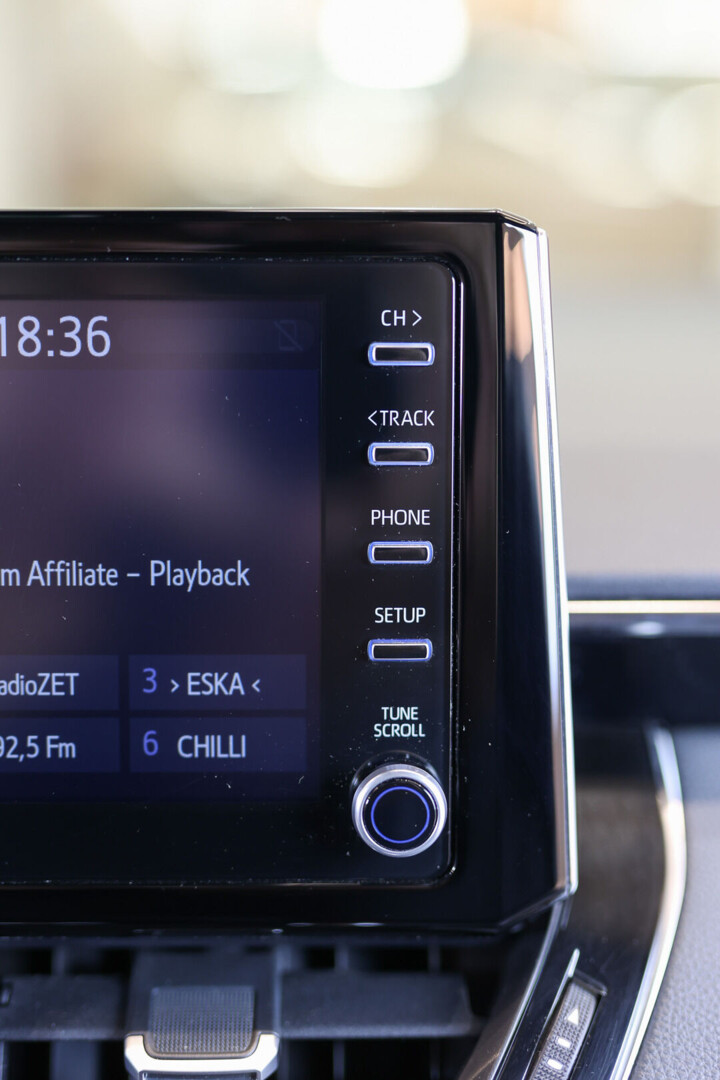 18:36
CH >
<TRACK
m Affiliate – Playback
PHONE
SETUP
adioZET
3 › ESKA ‹
TUNE
SCROLL
92,5 Fm
6 CHILLI